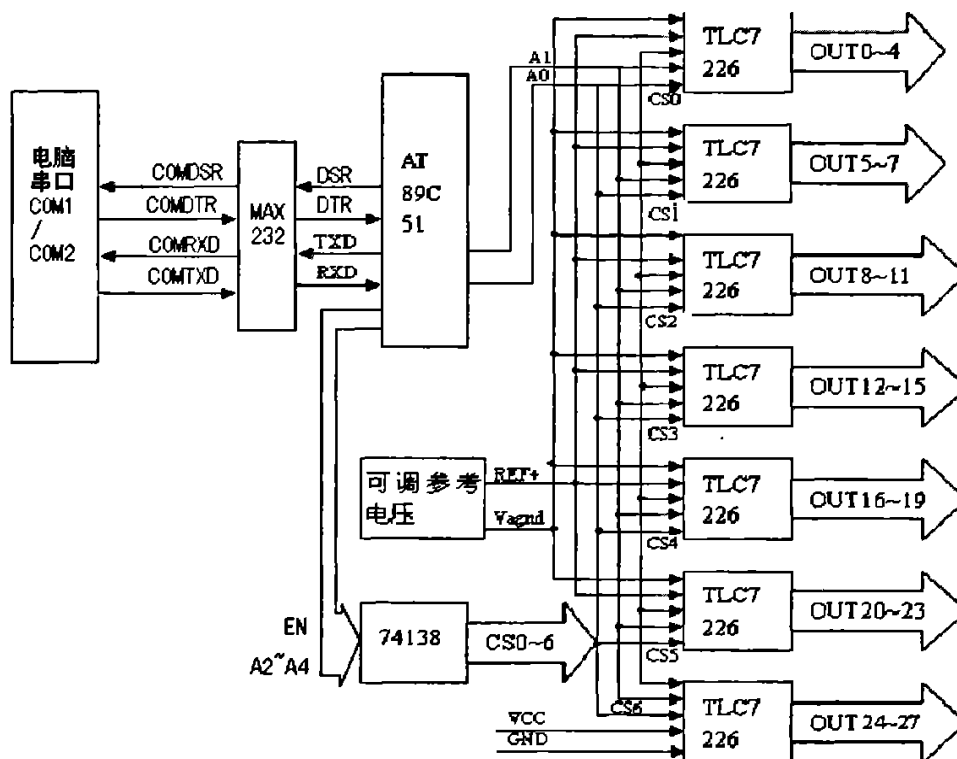 电脑
串口
COM1
/
COM2
COMDSR
COMDTR
COMRXD
COMTXD
MAX
232
DSR
DTR
TXD
RXD
AT
89C
51
A1
A0
TLC7
226
OUT0~4
CS0
TLC7
226
OUT5~7
CS1
TLC7
226
OUT8~11
CS2
TLC7
226
OUT12~15
CS3
可调参考
电压
REF+
Vagnd
TLC7
226
OUT16~19
CS4
EN
A2~A4
74138
CS0~6
TLC7
226
OUT20~23
CS5
CS6
VCC
GND
TLC7
226
OUT24~27